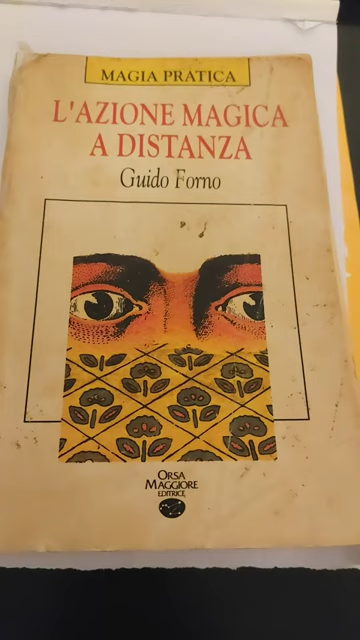 MAGIA PRATICA
L'AZIONE MAGICA
A DISTANZA
Guido Forno
ORSA
MAGGIORE
EDITRICE